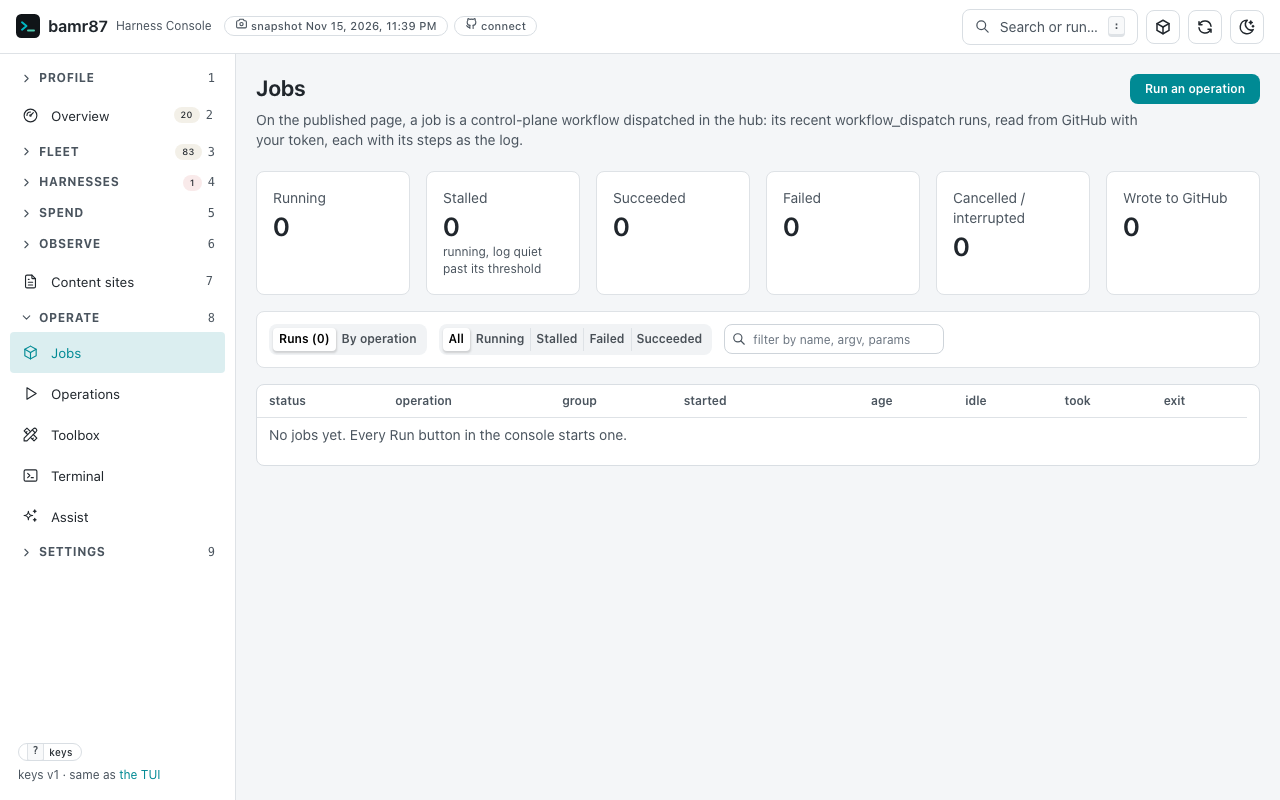 bamr87 Harness Console
snapshot Nov 15, 2026, 11:39 PM
connect
Search or run... :
PROFILE 1
Overview 20 2
FLEET 83 3
HARNESSES 1 4
SPEND 5
OBSERVE 6
Content sites 7
OPERATE 8
Jobs
Operations
Toolbox
Terminal
Assist
SETTINGS 9
? keys
keys v1 · same as the TUI
Jobs
Run an operation
On the published page, a job is a control-plane workflow dispatched in the hub: its recent workflow_dispatch runs, read from GitHub with
your token, each with its steps as the log.
Running
0
Stalled
0
running, log quiet
past its threshold
Succeeded
0
Failed
0
Cancelled /
interrupted
0
Wrote to GitHub
0
Runs (0) By operation
All Running Stalled Failed Succeeded
filter by name, argv, params
status operation group started age idle took exit
No jobs yet. Every Run button in the console starts one.